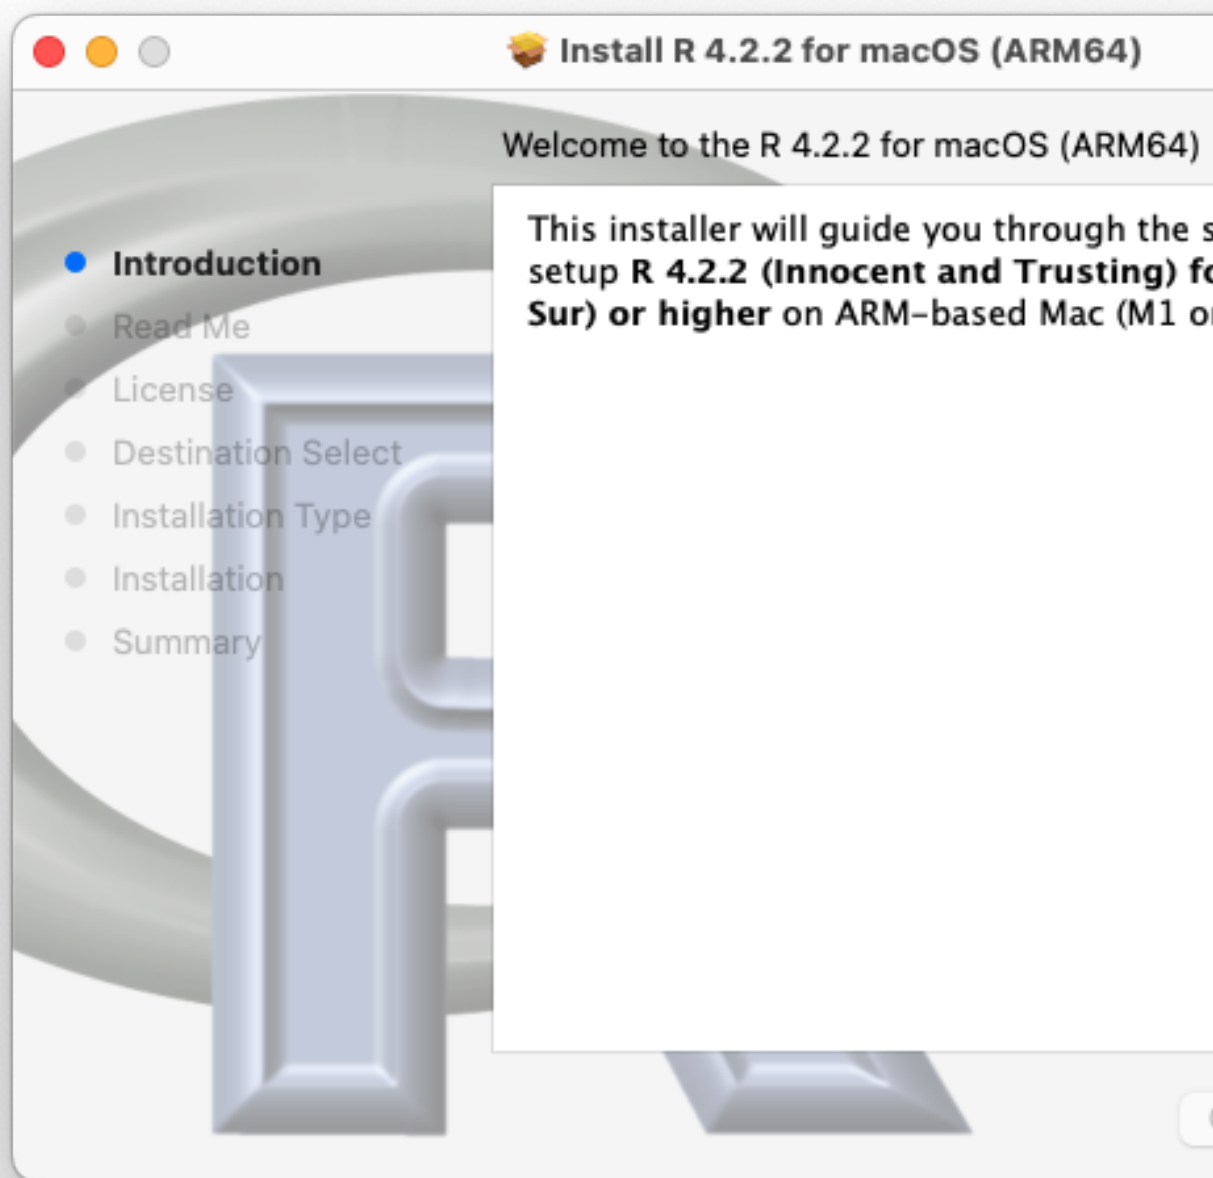 Install R 4.2.2 for macOS (ARM64)
Welcome to the R 4.2.2 for macOS (ARM64)
Introduction
Read Me
License
Destination Select
Installation Type
Installation
Summary
This installer will guide you through the
setup R 4.2.2 (Innocent and Trusting)
Sur) or higher on ARM-based Mac (M1
R